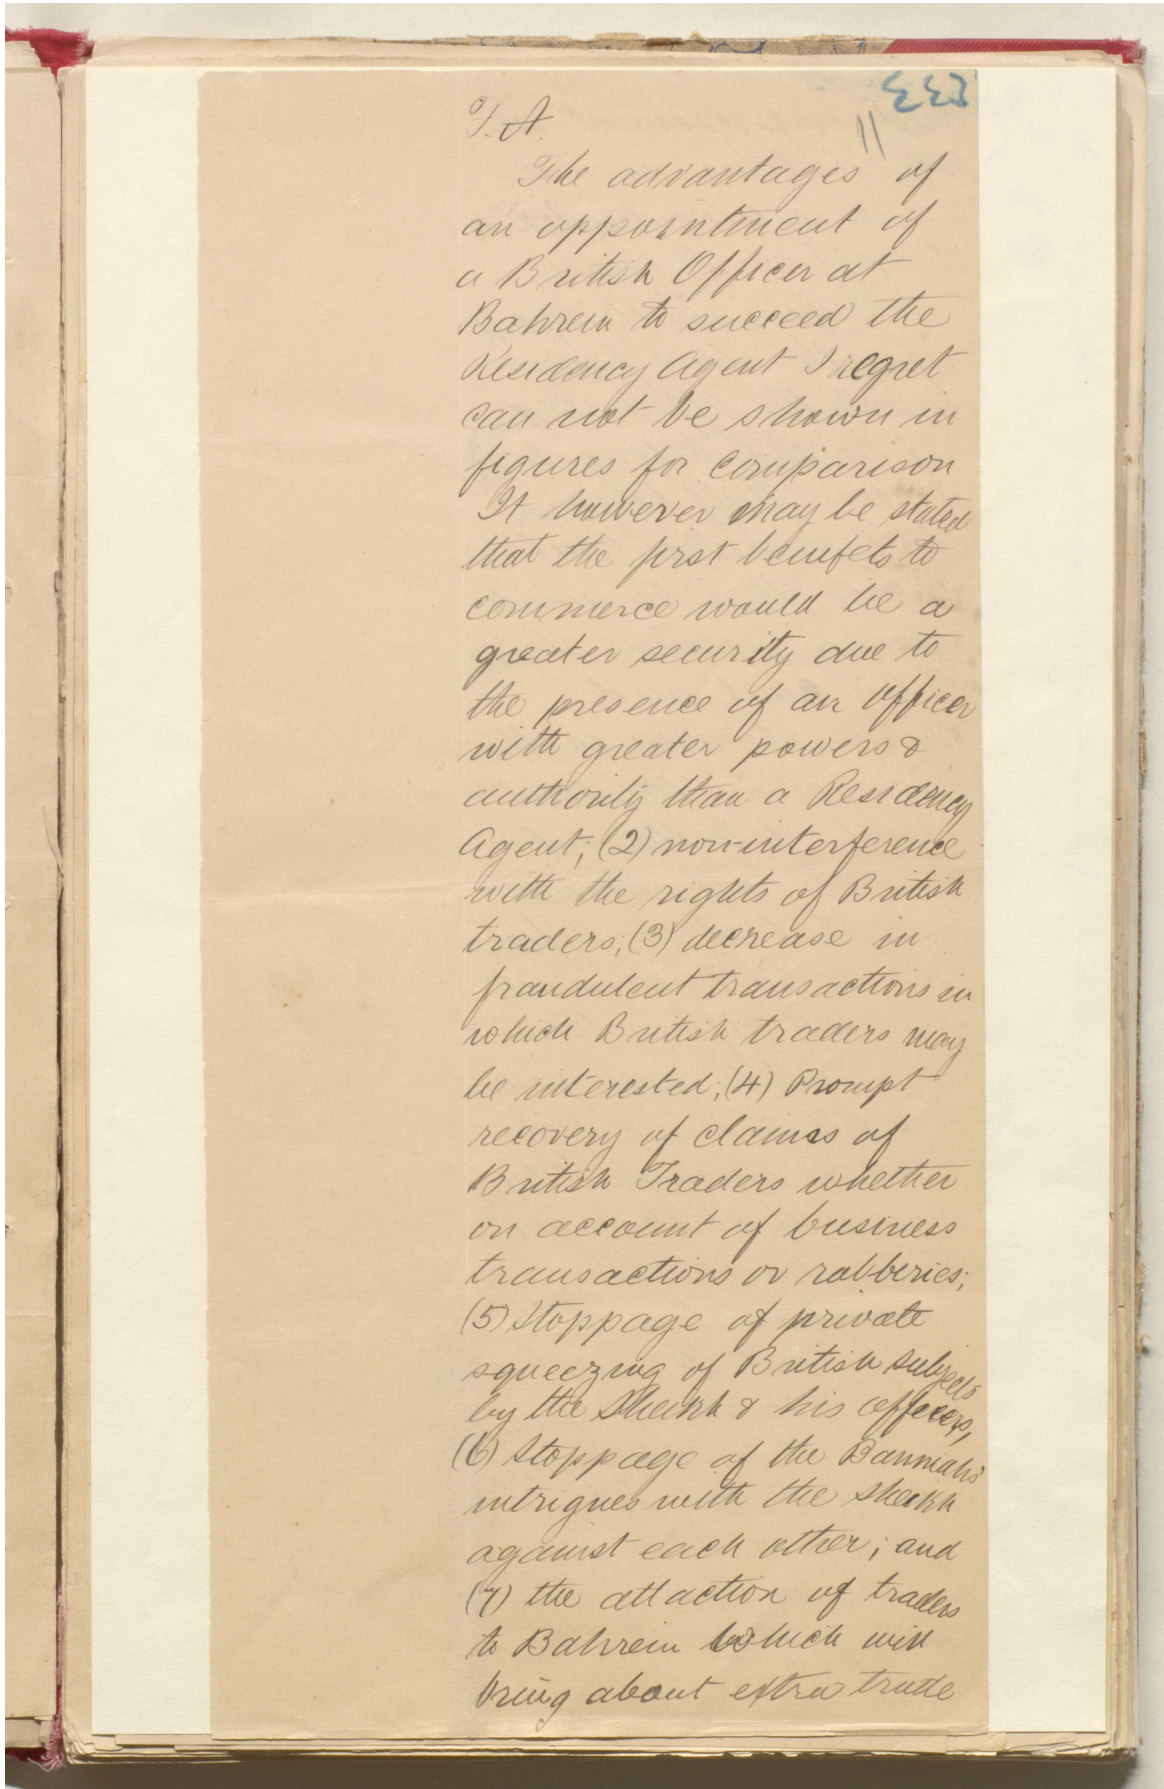 F. A.
11
The advantages of
an appointment of
a British Officer at
Bahrein to succeed the
Residency Agent I regret
can not be shown in
figures for comparison
It however may be stated
that the first benifets to
commerce would be a
greater security due to
the presence of an officer
with greater powers &
authority than a Residency
Agent; (2) non-interference
with the rights of British
traders; (3) decrease in
fraudulent transactions in
which British traders may
be interested; (4) Prompt
recovery of claims of
British Traders whether
on account of business
transactions or robberies;
(5) Stoppage of private
squeezing of British subjects
by the Sheikh & his officers,
(6) Stoppage of the Banniahs
intrigues with the Sheikh
against each other; and
(7) the attaction of traders
to Bahrein which will
bring about extra trade